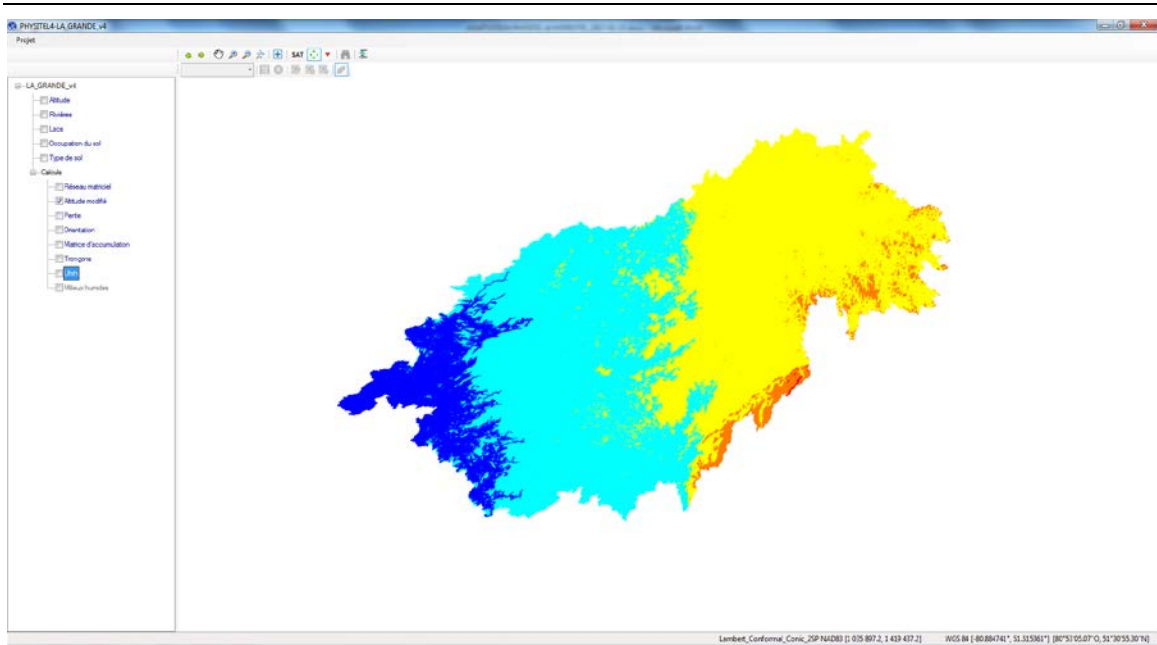 PHYSITEL4-LA_GRANDE_v4
Projet
SAT
LA_GRANDE_v4
Altitude
Rivières
Lacs
Occupation du sol
Type de sol
Calculs
Réseau matriciel
Altitude modifié
Pente
Orientation
Matrice d'accumulation
Tronçons
Uhrh
Milieux humides
Lambert_Conformal_Conic_2SP NAD83 [1 035 897.2, 1 419 437.2] WGS 84 [-80.884741°, 51.515361°] [80°53'05.07''O, 51°30'55.30''N]